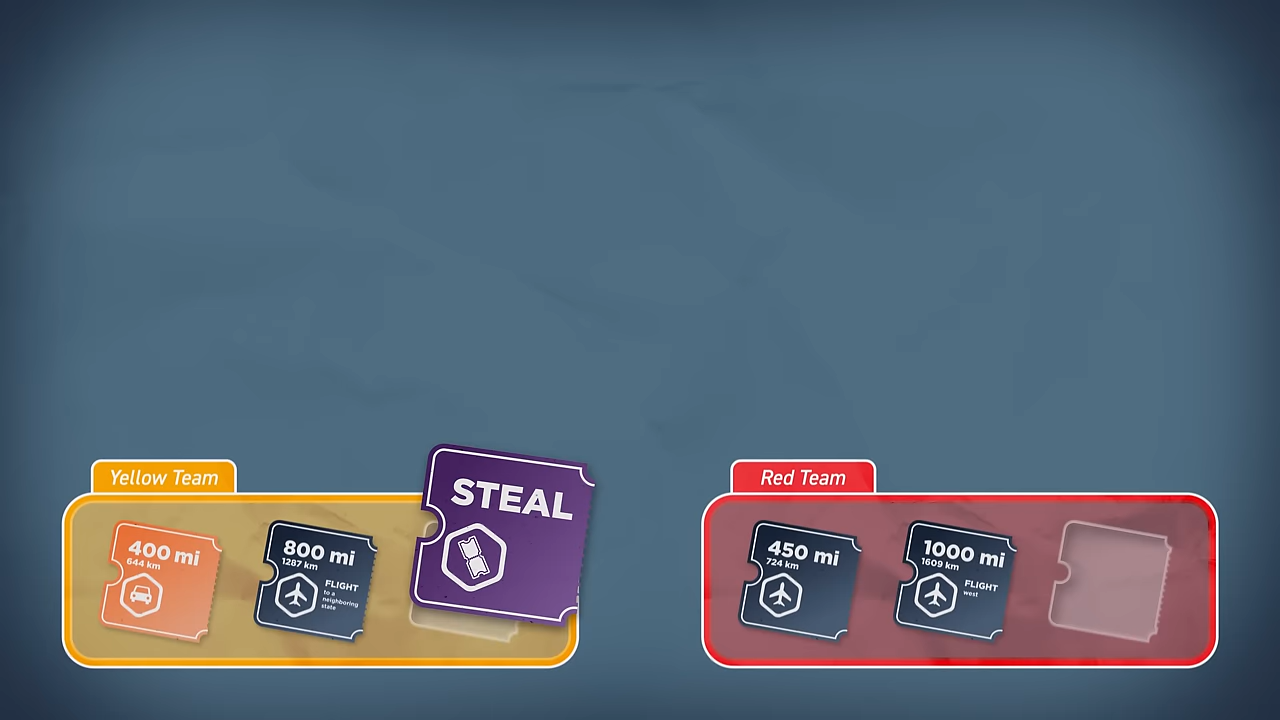 Yellow Team
400 mi
644 km
800 mi
1287 km
FLIGHT
to a
neighboring
state
STEAL
Red Team
450 mi
724 km
1000 mi
1609 km
FLIGHT
west